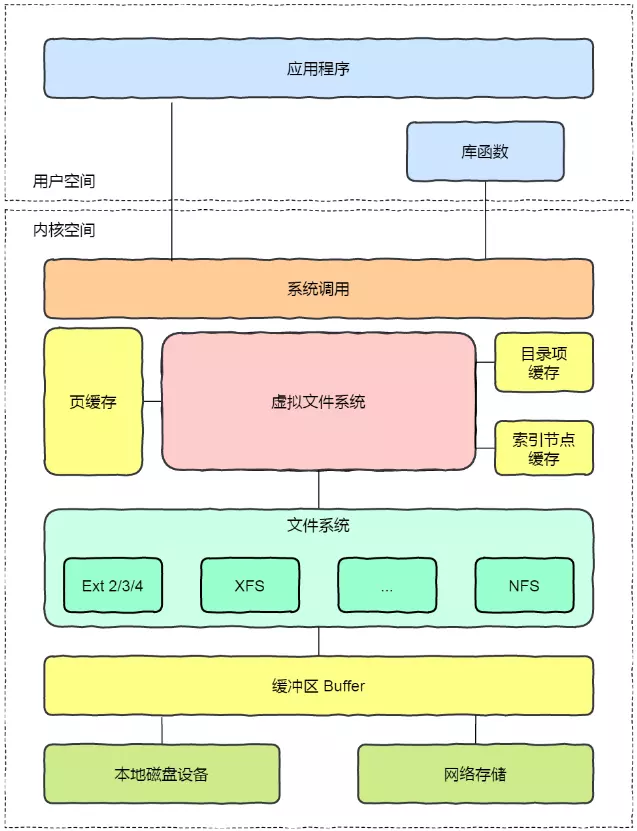 应用程序
库函数
用户空间
内核空间
系统调用
页缓存
虚拟文件系统
目录项
缓存
索引节点
缓存
文件系统
Ext 2/3/4
XFS
...
NFS
缓冲区 Buffer
本地磁盘设备
网络存储